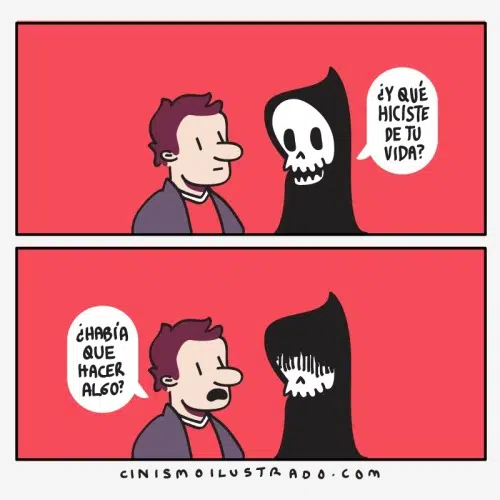 ¿Y QUÉ
HICISTE
DE TU
VIDA?
¿HABÍA
QUE
HACER
ALGO?
CINISMOILUSTRADO.COM